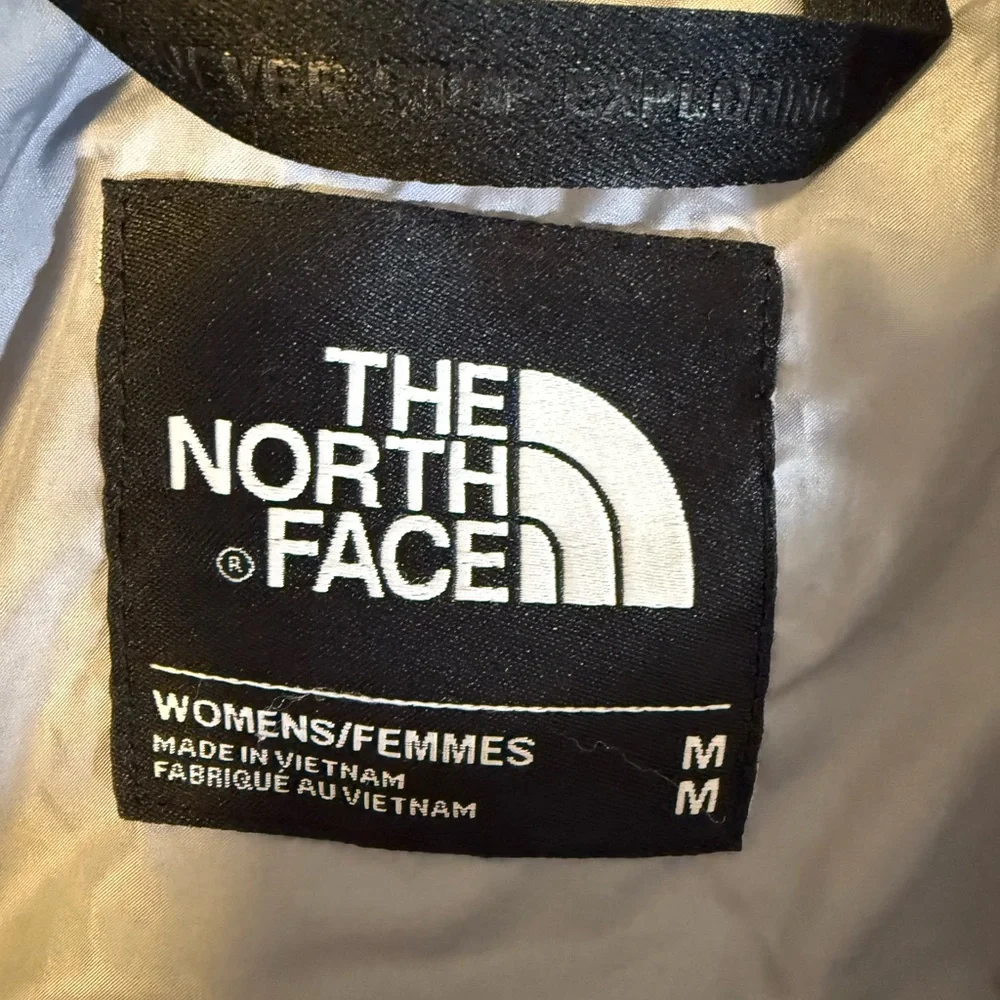 NEVER STOP EXPLORING
THE
NORTH
FACE
®
WOMENS/FEMMES
MADE IN VIETNAM
FABRIQUÉ AU VIETNAM
M
M